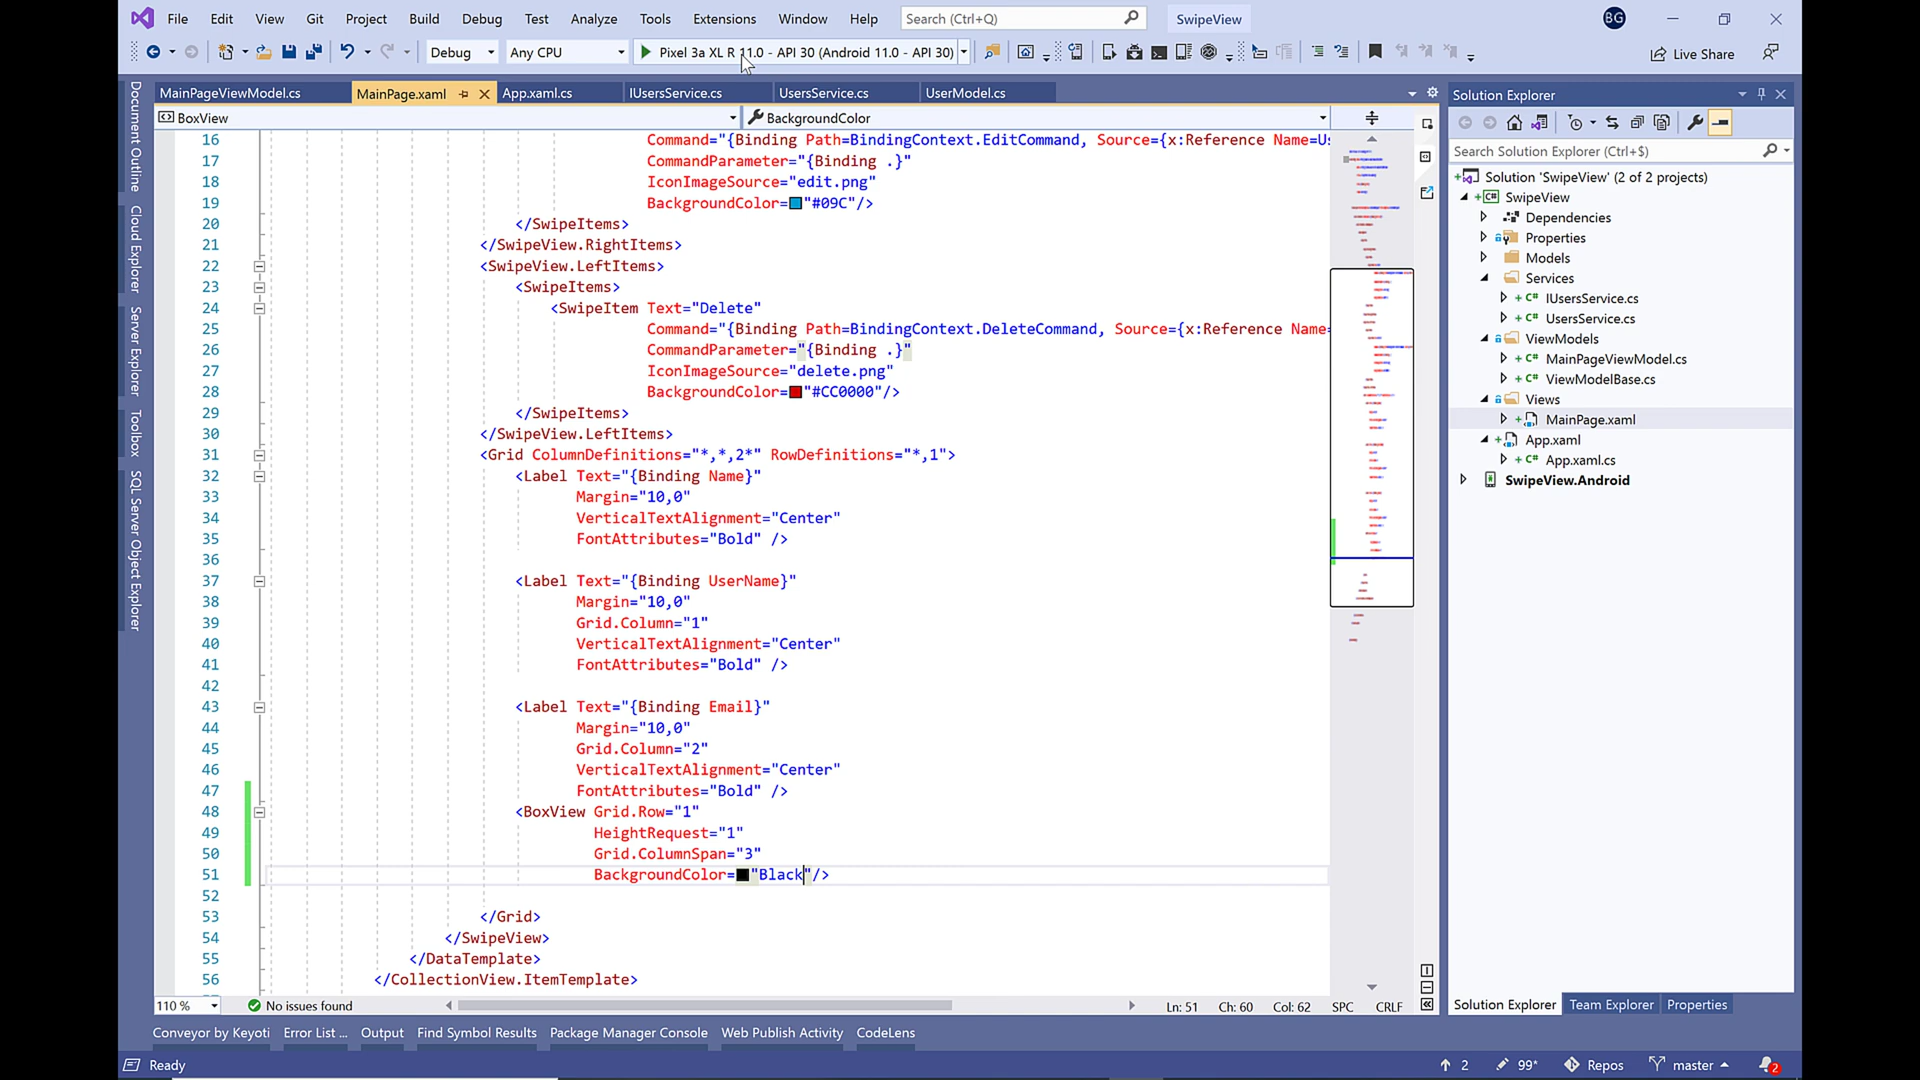 File Edit View Git Project Build Debug Test Analyze Tools Extensions Window Help Search (Ctrl+Q) SwipeView BG
Debug Any CPU Pixel 3a XL R 11.0 - API 30 (Android 11.0 - API 30) Live Share
MainPageViewModel.cs MainPage.xaml App.xaml.cs IUsersService.cs UsersService.cs UserModel.cs
BoxView BackgroundColor
16 Command="{Binding Path=BindingContext.EditCommand, Source={x:Reference Name=Us
17 CommandParameter="{Binding .}"
18 IconImageSource="edit.png"
19 BackgroundColor="#09C"/>
20 </SwipeItems>
21 </SwipeView.RightItems>
22 <SwipeView.LeftItems>
23 <SwipeItems>
24 <SwipeItem Text="Delete"
25 Command="{Binding Path=BindingContext.DeleteCommand, Source={x:Reference Name=
26 CommandParameter="{Binding .}"
27 IconImageSource="delete.png"
28 BackgroundColor="#CC0000"/>
29 </SwipeItems>
30 </SwipeView.LeftItems>
31 <Grid ColumnDefinitions="*,*,2*" RowDefinitions="*,1">
32 <Label Text="{Binding Name}"
33 Margin="10,0"
34 VerticalTextAlignment="Center"
35 FontAttributes="Bold" />
36
37 <Label Text="{Binding UserName}"
38 Margin="10,0"
39 Grid.Column="1"
40 VerticalTextAlignment="Center"
41 FontAttributes="Bold" />
42
43 <Label Text="{Binding Email}"
44 Margin="10,0"
45 Grid.Column="2"
46 VerticalTextAlignment="Center"
47 FontAttributes="Bold" />
48 <BoxView Grid.Row="1"
49 HeightRequest="1"
50 Grid.ColumnSpan="3"
51 BackgroundColor="Black"/>
52
53 </Grid>
54 </SwipeView>
55 </DataTemplate>
56 </CollectionView.ItemTemplate>
110 % No issues found Ln: 51 Ch: 60 Col: 62 SPC CRLF
Document Outline
Cloud Explorer
Server Explorer
Toolbox
SQL Server Object Explorer
Solution Explorer
Search Solution Explorer (Ctrl+$)
Solution 'SwipeView' (2 of 2 projects)
SwipeView
Dependencies
Properties
Models
Services
IUsersService.cs
UsersService.cs
ViewModels
MainPageViewModel.cs
ViewModelBase.cs
Views
MainPage.xaml
App.xaml
App.xaml.cs
SwipeView.Android
Solution Explorer Team Explorer Properties
Conveyor by Keyoti Error List ... Output Find Symbol Results Package Manager Console Web Publish Activity CodeLens
Ready 2 99* Repos master 2